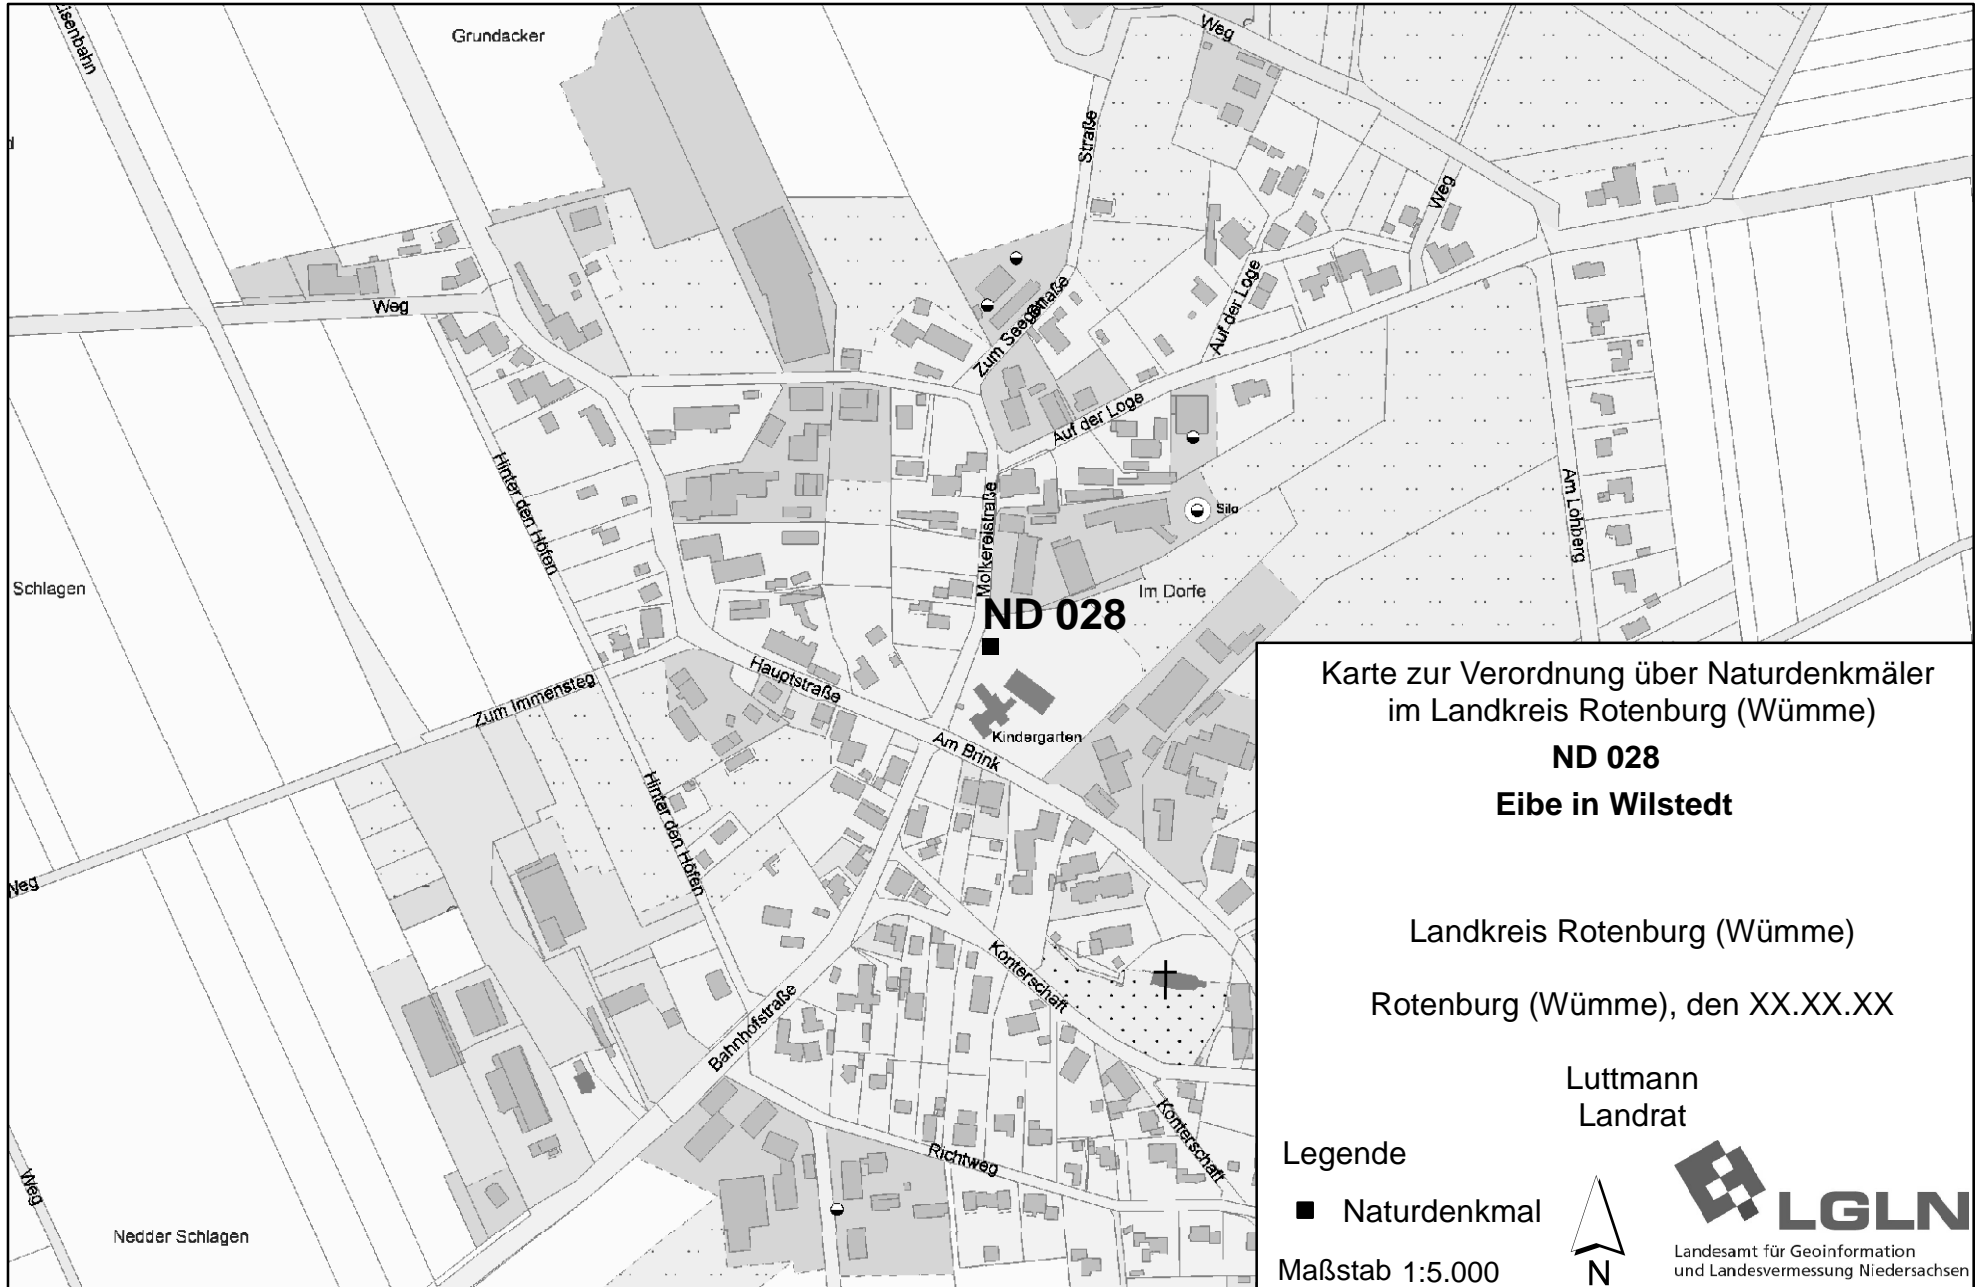 Eisenbahn
Grundacker
Weg
Straße
Weg
Weg
Zum Seegen
Straße
Auf der Loge
Auf der Loge
Hinter den Höfen
Molkereistraße
Silo
Am Lohberg
Schlagen
Im Dorfe
ND 028
Hauptstraße
Zum Immensteg
Kindergarten
Am Brink
Hinter den Höfen
Weg
Konterschaft
Bahnhofstraße
Konterschaft
Richtweg
Weg
Nedder Schlagen
Karte zur Verordnung über Naturdenkmäler
im Landkreis Rotenburg (Wümme)
ND 028
Eibe in Wilstedt
Landkreis Rotenburg (Wümme)
Rotenburg (Wümme), den XX.XX.XX
Luttmann
Landrat
Legende
Naturdenkmal
Maßstab 1:5.000
N
LGLN
Landesamt für Geoinformation
und Landesvermessung Niedersachsen